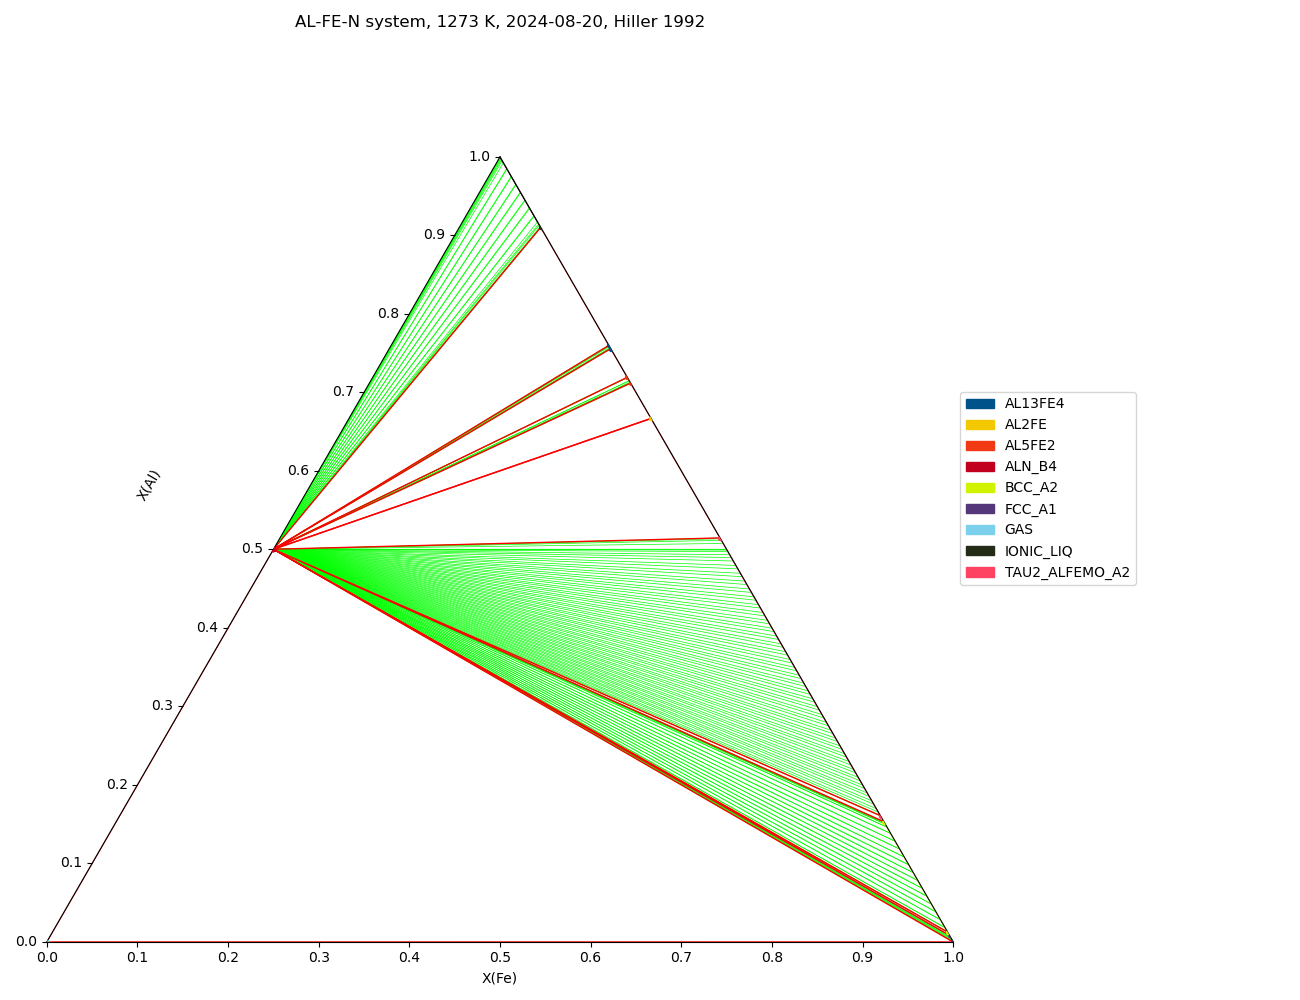 AL-FE-N system, 1273 K, 2024-08-20, Hiller 1992
1.0
0.9
0.8
0.7
0.6
0.5
0.4
0.3
0.2
0.1
0.0
X(Al)
0.0 0.1 0.2 0.3 0.4 0.5 0.6 0.7 0.8 0.9 1.0
X(Fe)
AL13FE4
AL2FE
AL5FE2
ALN_B4
BCC_A2
FCC_A1
GAS
IONIC_LIQ
TAU2_ALFEMO_A2